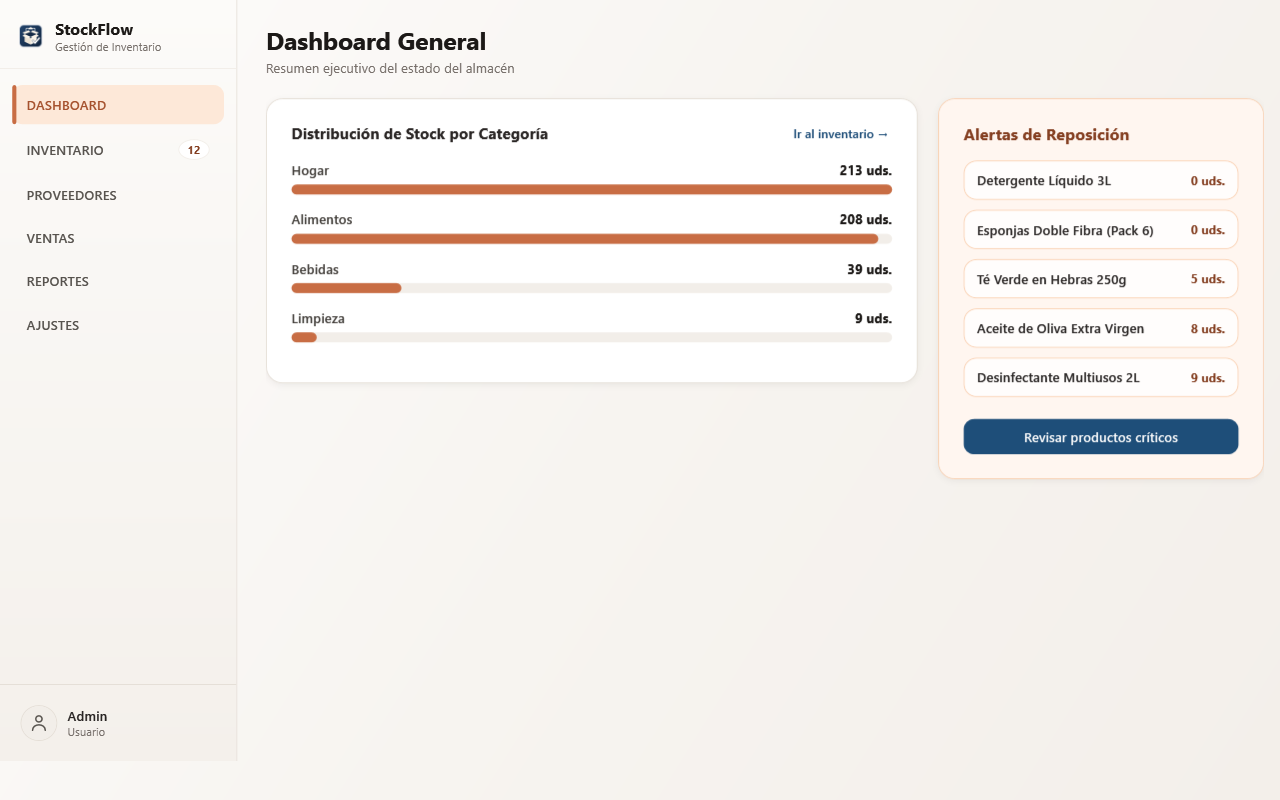 StockFlow
Gestión de Inventario
DASHBOARD
INVENTARIO 12
PROVEEDORES
VENTAS
REPORTES
AJUSTES
Admin
Usuario
Dashboard General
Resumen ejecutivo del estado del almacén
Distribución de Stock por Categoría Ir al inventario →
Hogar 213 uds.
Alimentos 208 uds.
Bebidas 39 uds.
Limpieza 9 uds.
Alertas de Reposición
Detergente Líquido 3L 0 uds.
Esponjas Doble Fibra (Pack 6) 0 uds.
Té Verde en Hebras 250g 5 uds.
Aceite de Oliva Extra Virgen 8 uds.
Desinfectante Multiusos 2L 9 uds.
Revisar productos críticos